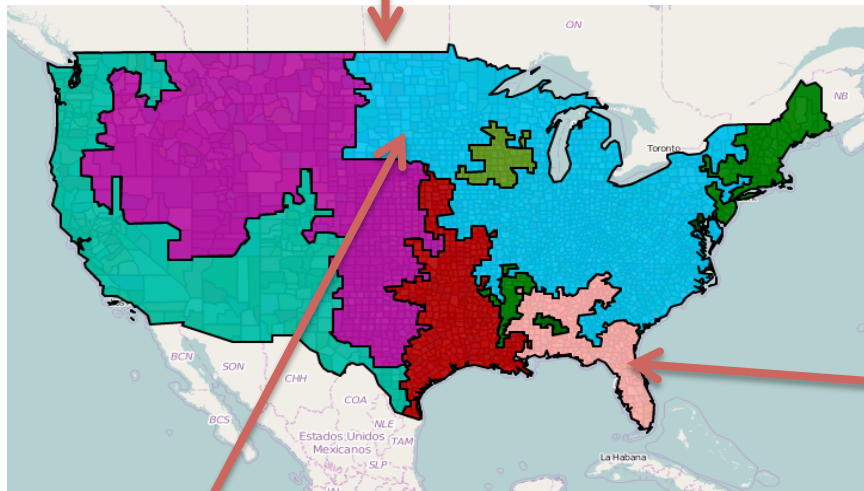 ON
NB
Toronto
BCN
SON
CHH
BCS
COA
NLE
Estados Unidos
Mexicanos
TAM
SLP
La Habana